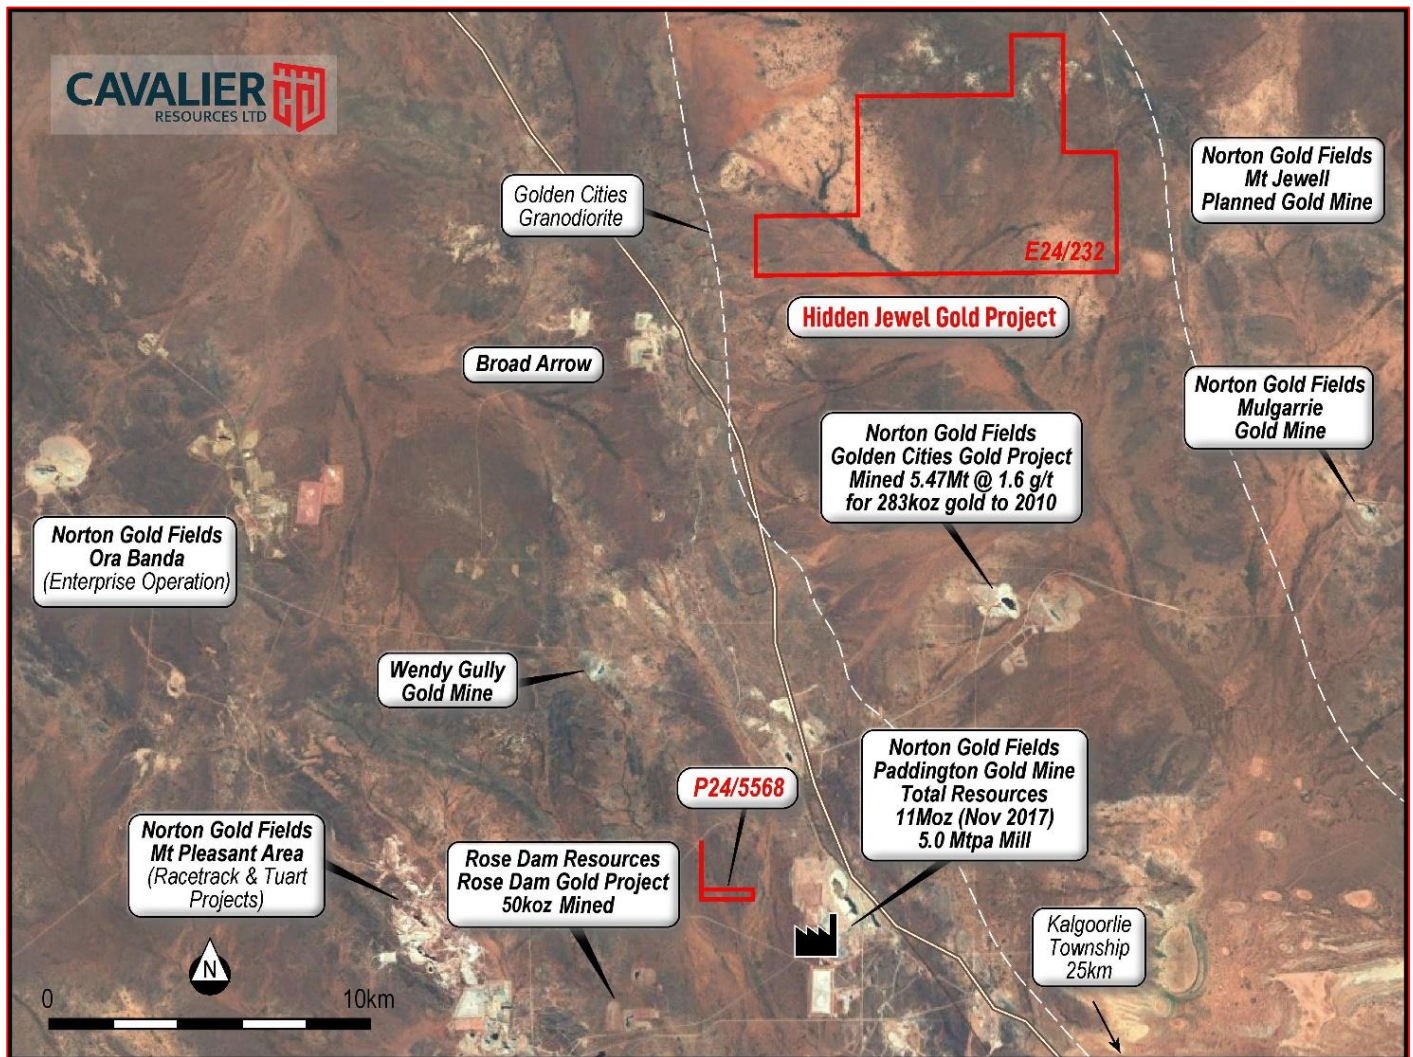 CAVALIER
RESOURCES LTD
Golden Cities
Granodiorite
Norton Gold Fields
Mt Jewell
Planned Gold Mine
E24/232
Hidden Jewel Gold Project
Broad Arrow
Norton Gold Fields
Mulgarrie
Gold Mine
Norton Gold Fields
Golden Cities Gold Project
Mined 5.47Mt @ 1.6 g/t
for 283koz gold to 2010
Norton Gold Fields
Ora Banda
(Enterprise Operation)
Wendy Gully
Gold Mine
Norton Gold Fields
Paddington Gold Mine
Total Resources
11Moz (Nov 2017)
5.0 Mtpa Mill
P24/5568
Norton Gold Fields
Mt Pleasant Area
(Racetrack & Tuart
Projects)
Rose Dam Resources
Rose Dam Gold Project
50koz Mined
Kalgoorlie
Township
25km
N
0 10km